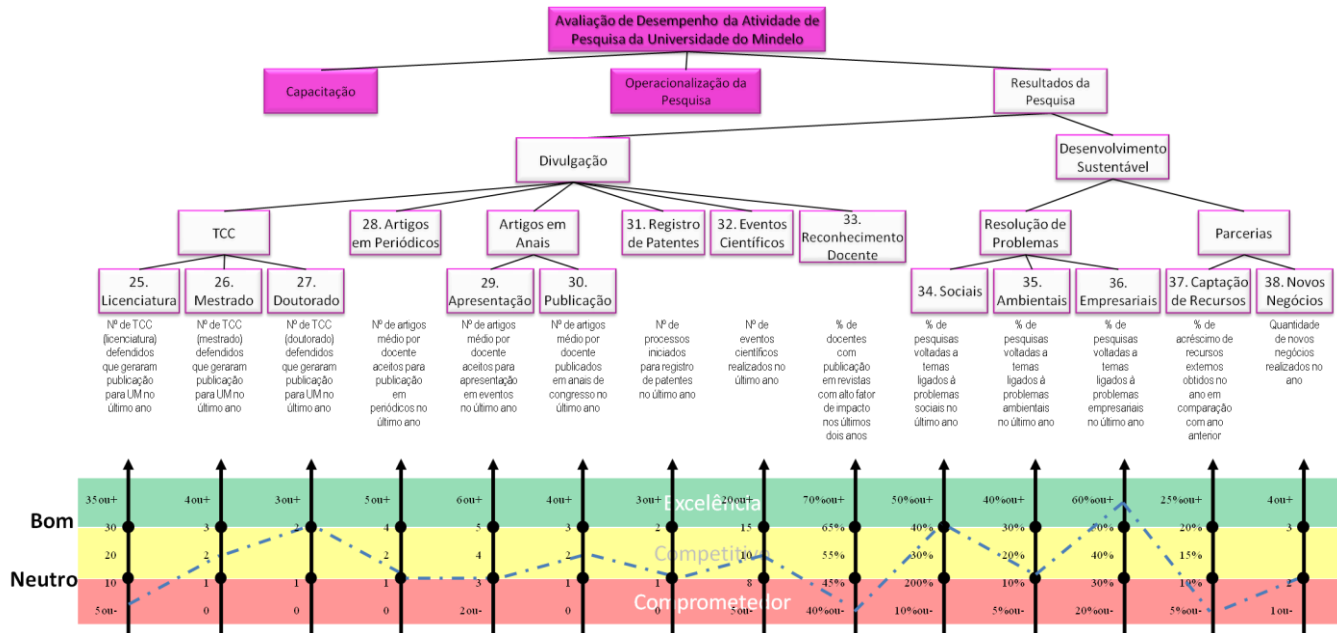 Avaliação de Desempenho da Atividade de
Pesquisa da Universidade do Mindelo
Capacitação
Operacionalização da
Pesquisa
Resultados da
Pesquisa
Divulgação
Desenvolvimento
Sustentável
TCC
28. Artigos
em Periódicos
Artigos em
Anais
31. Registro
de Patentes
32. Eventos
Científicos
33.
Reconhecimento
Docente
Resolução de
Problemas
Parcerias
25.
Licenciatura
26.
Mestrado
27.
Doutorado
29.
Apresentação
30.
Publicação
34. Sociais
35.
Ambientais
36.
Empresariais
37. Captação
de Recursos
38. Novos
Negócios
Nº de TCC
(licenciatura)
defendidos
que geraram
publicação
para UM no
último ano
Nº de TCC
(mestrado)
defendidos
que geraram
publicação
para UM no
último ano
Nº de TCC
(doutorado)
defendidos
que geraram
publicação
para UM no
último ano
Nº de artigos
médio por
docente
aceitos para
publicação
em
periódicos no
último ano
Nº de artigos
médio por
docente
aceitos para
apresentação
em eventos
no último ano
Nº de artigos
médio por
docente
publicados
em anais de
congresso no
último ano
Nº de
processos
iniciados
para registro
de patentes
no último ano
Nº de
eventos
científicos
realizados no
último ano
% de
docentes
com
publicação
em revistas
com alto fator
de impacto
nos últimos
dois anos
% de
pesquisas
voltadas a
temas
ligados à
problemas
sociais no
último ano
% de
pesquisas
voltadas a
temas
ligados à
problemas
ambientais
no último ano
% de
pesquisas
voltadas a
temas
ligados à
problemas
empresariais
no último ano
% de
acréscimo de
recursos
externos
obtidos no
ano em
comparação
com ano
anterior
Quantidade
de novos
negócios
realizados no
ano
35ou+ 4ou+ 3ou+ 5ou+ 6ou+ 4ou+ 3ou+ 20ou+ 70%ou+ 50%ou+ 40%ou+ 60%ou+ 25%ou+ 4ou+
Excelência
Bom
30 3 2 4 5 3 2 15 65% 40% 30% 20% 3
20 2 2 4 2 10 55% 30% 20% 40% 15%
Competitivo
Neutro
10 1 1 1 3 1 1 8 45% 200% 10% 30% 10% 2
Comprometedor
5ou- 0 0 0 2ou- 0 0 5ou- 40%ou- 10%ou- 5%ou- 20%ou- 5%ou- 1ou-